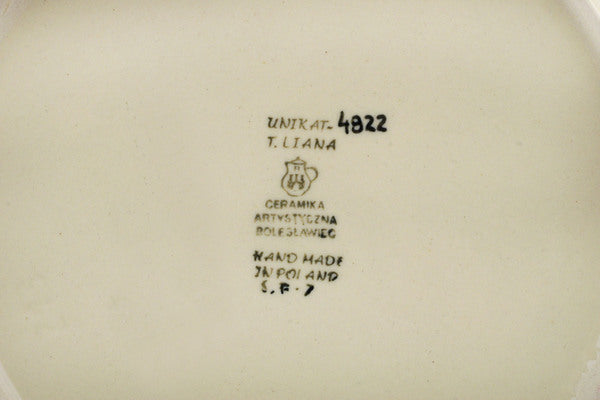 UNIKAT-4822
T. LIANA
CERAMIKA
ARTYSTYCZNA
BOLESŁAWIEC
HAND MADE
IN POLAND
S.F.7